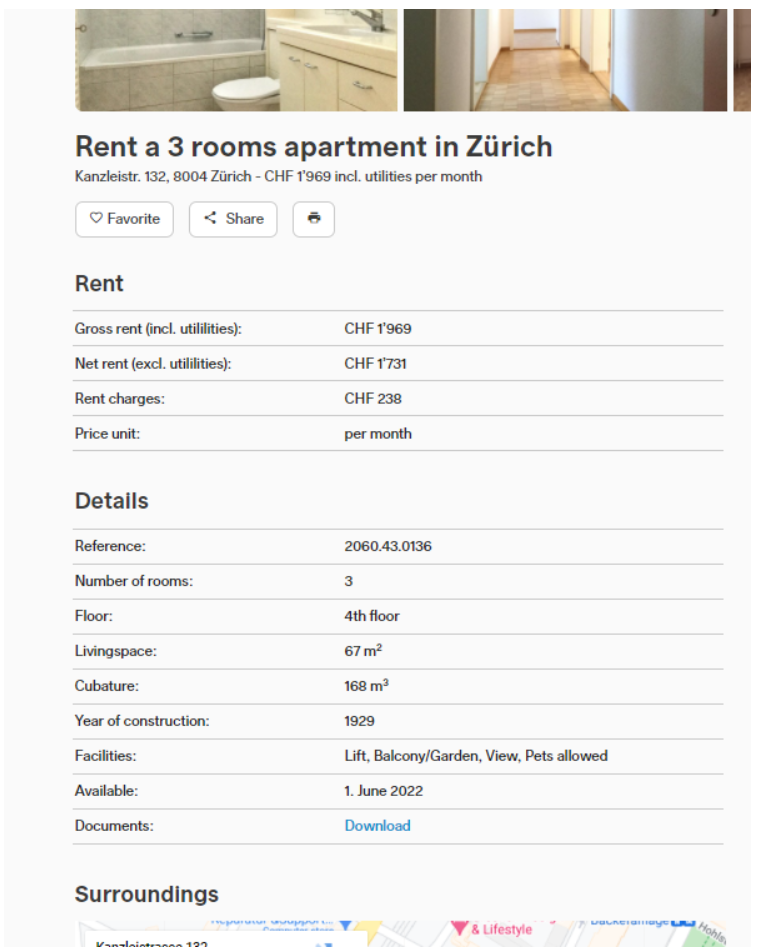 Rent a 3 rooms apartment in Zürich
Kanzleistr. 132, 8004 Zürich - CHF 1'969 incl. utilities per month
Favorite Share
Rent
Gross rent (incl. utililities): CHF 1'969
Net rent (excl. utililities): CHF 1'731
Rent charges: CHF 238
Price unit: per month
Details
Reference: 2060.43.0136
Number of rooms: 3
Floor: 4th floor
Livingspace: 67 m²
Cubature: 168 m³
Year of construction: 1929
Facilities: Lift, Balcony/Garden, View, Pets allowed
Available: 1. June 2022
Documents: Download
Surroundings
Computer store
& Lifestyle
Kanzleistrasse 132